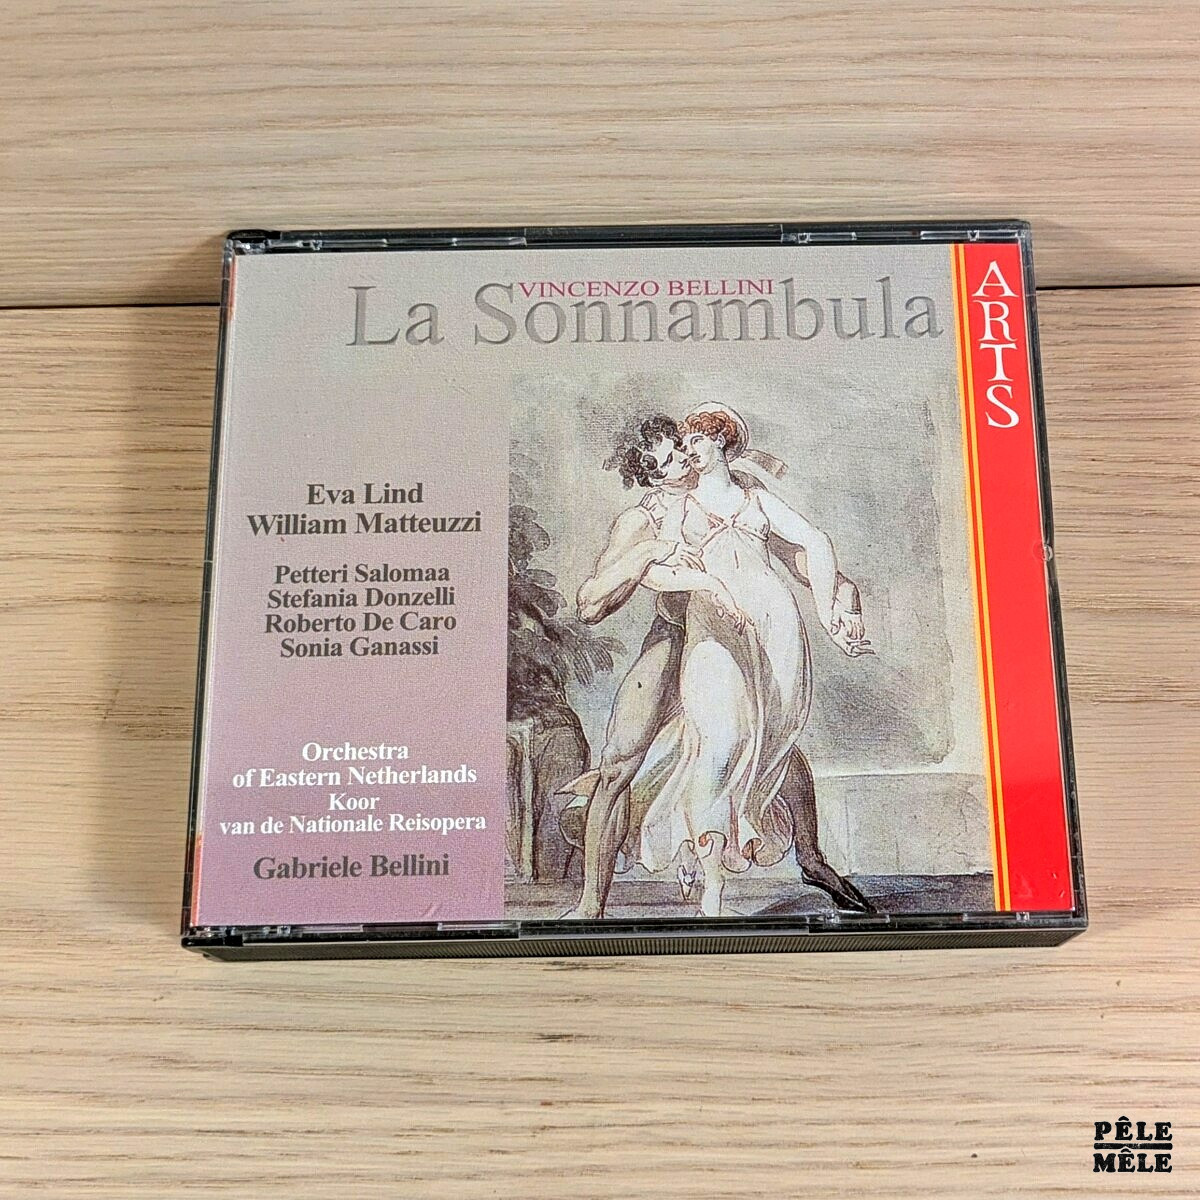 VINCENZO BELLINI
La Sonnambula
ARTS
Eva Lind
William Matteuzzi
Petteri Salomaa
Stefania Donzelli
Roberto De Caro
Sonia Ganassi
Orchestra
of Eastern Netherlands
Koor
van de Nationale Reisopera
Gabriele Bellini
PÊLE
MÊLE